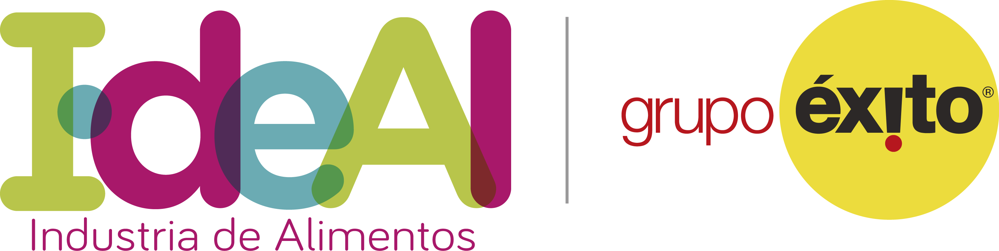 IdeAl
Industria de Alimentos
grupo éxito®